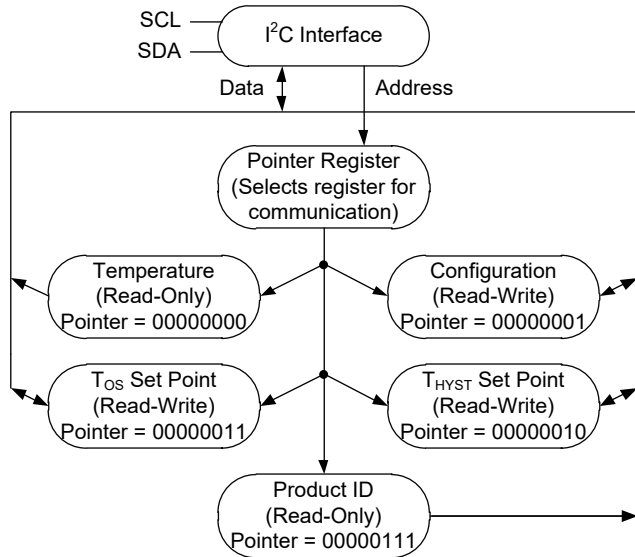 SCL
SDA
I²C Interface
Data
Address
Pointer Register
(Selects register for
communication)
Temperature
(Read-Only)
Pointer = 00000000
Configuration
(Read-Write)
Pointer = 00000001
TOS Set Point
(Read-Write)
Pointer = 00000011
THYST Set Point
(Read-Write)
Pointer = 00000010
Product ID
(Read-Only)
Pointer = 00000111